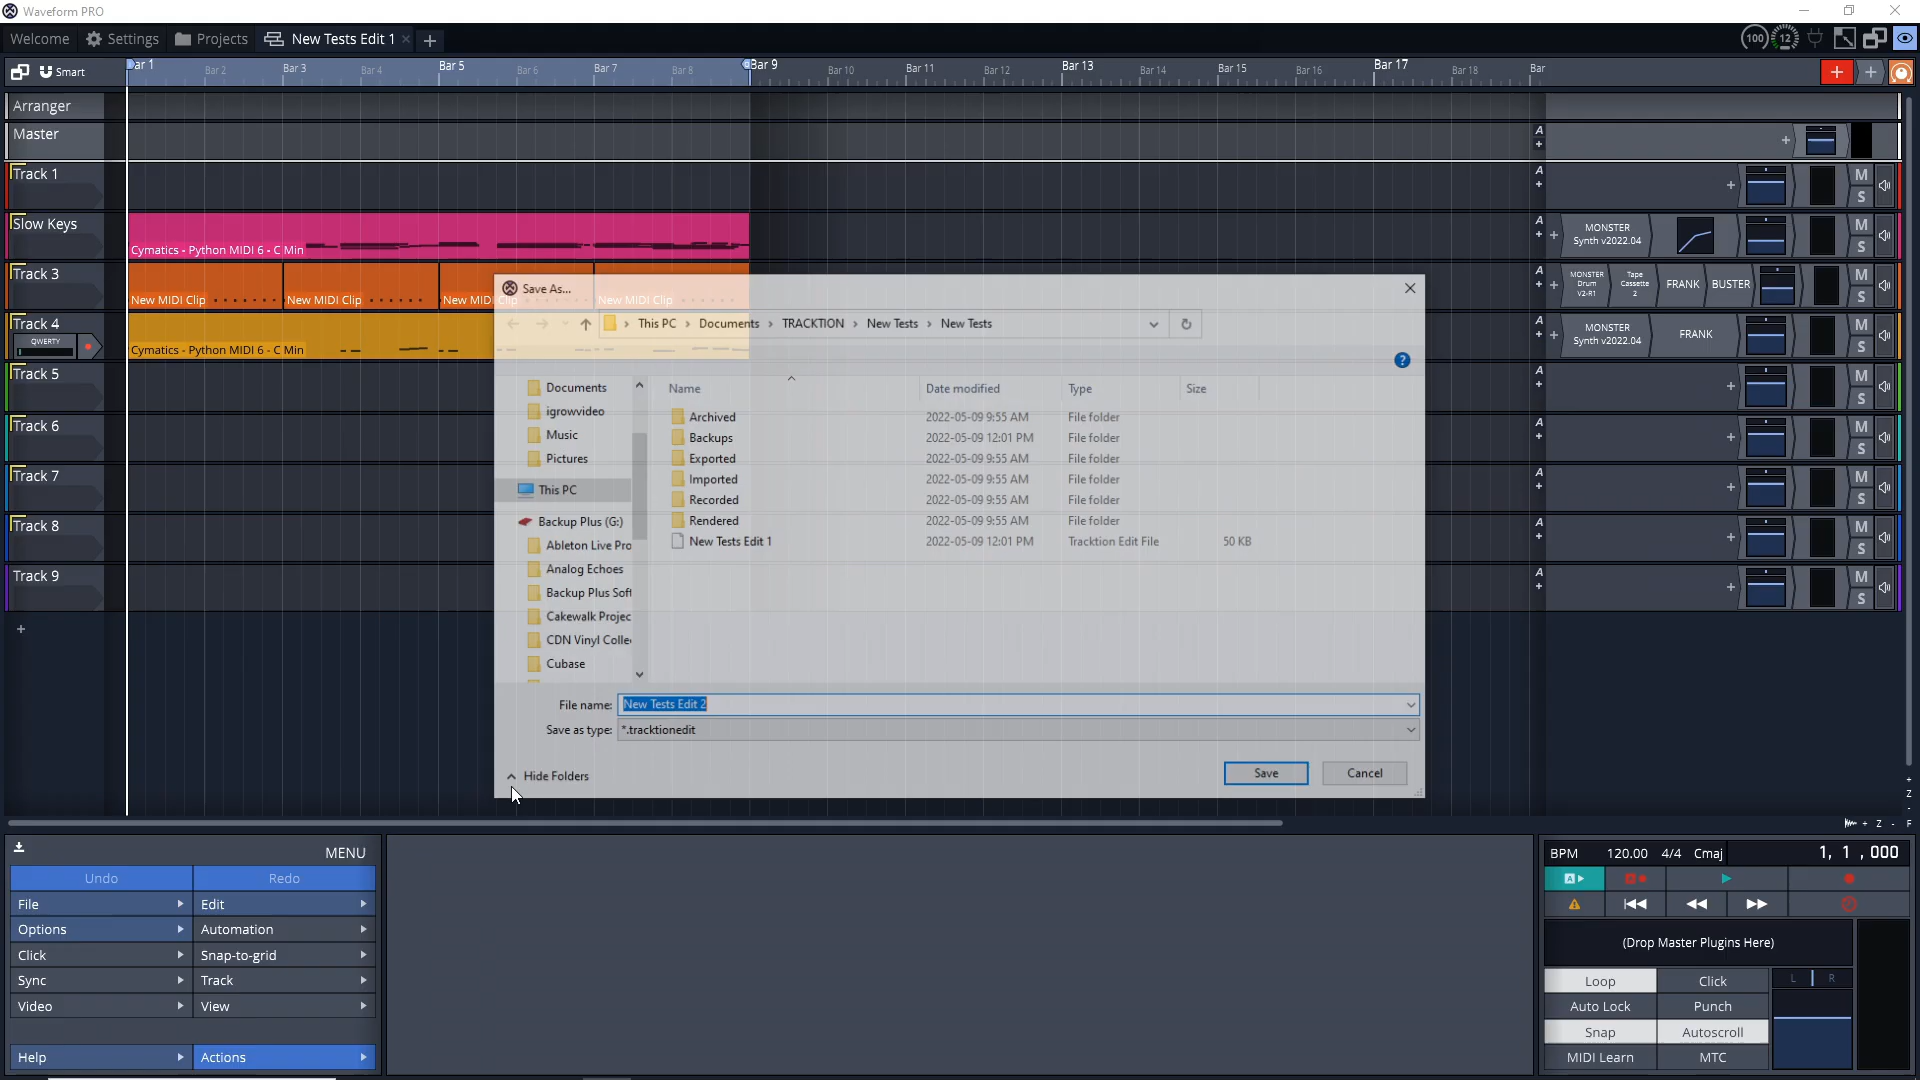 Waveform PRO
Welcome Settings Projects New Tests Edit 1 × +
100 12
Smart Bar 1 Bar 2 Bar 3 Bar 4 Bar 5 Bar 6 Bar 7 Bar 8 Bar 9 Bar 10 Bar 11 Bar 12 Bar 13 Bar 14 Bar 15 Bar 16 Bar 17 Bar 18 Bar
Arranger
Master A
Track 1 A M
S
Slow Keys A M
Cymatics - Python MIDI 6 - C Min MONSTER
Synth v2022.04 S
Track 3 A M
New MIDI Clip New MIDI Clip New MIDI Clip New MIDI Clip
MONSTER
Drum
V2-R1
Tape
Cassette
2
FRANK BUSTER S
Track 4 A M
QWERTY
Cymatics - Python MIDI 6 - C Min MONSTER
Synth v2022.04 FRANK S
Track 5 A M
S
Track 6 A M
S
Track 7 A M
S
Track 8 A M
S
Track 9 A M
S
+
Save As...
This PC › Documents › TRACKTION › New Tests › New Tests
?
Name Date modified Type Size
Documents
igrowvideo
Music
Pictures
This PC
Backup Plus (G:)
Ableton Live Pro
Analog Echoes
Backup Plus Soft
Cakewalk Projec
CDN Vinyl Colle
Cubase
Archived 2022-05-09 9:55 AM File folder
Backups 2022-05-09 12:01 PM File folder
Exported 2022-05-09 9:55 AM File folder
Imported 2022-05-09 9:55 AM File folder
Recorded 2022-05-09 9:55 AM File folder
Rendered 2022-05-09 9:55 AM File folder
New Tests Edit 1 2022-05-09 12:01 PM Tracktion Edit File 50 KB
File name: New Tests Edit 2
Save as type: *.tracktionedit
Hide Folders Save Cancel
+
Z
-
+ Z - F
MENU
Undo Redo
File Edit
Options Automation
Click Snap-to-grid
Sync Track
Video View
Help Actions
BPM 120.00 4/4 Cmaj 1, 1 , 000
A
(Drop Master Plugins Here)
Loop Click L R
Auto Lock Punch
Snap Autoscroll
MIDI Learn MTC